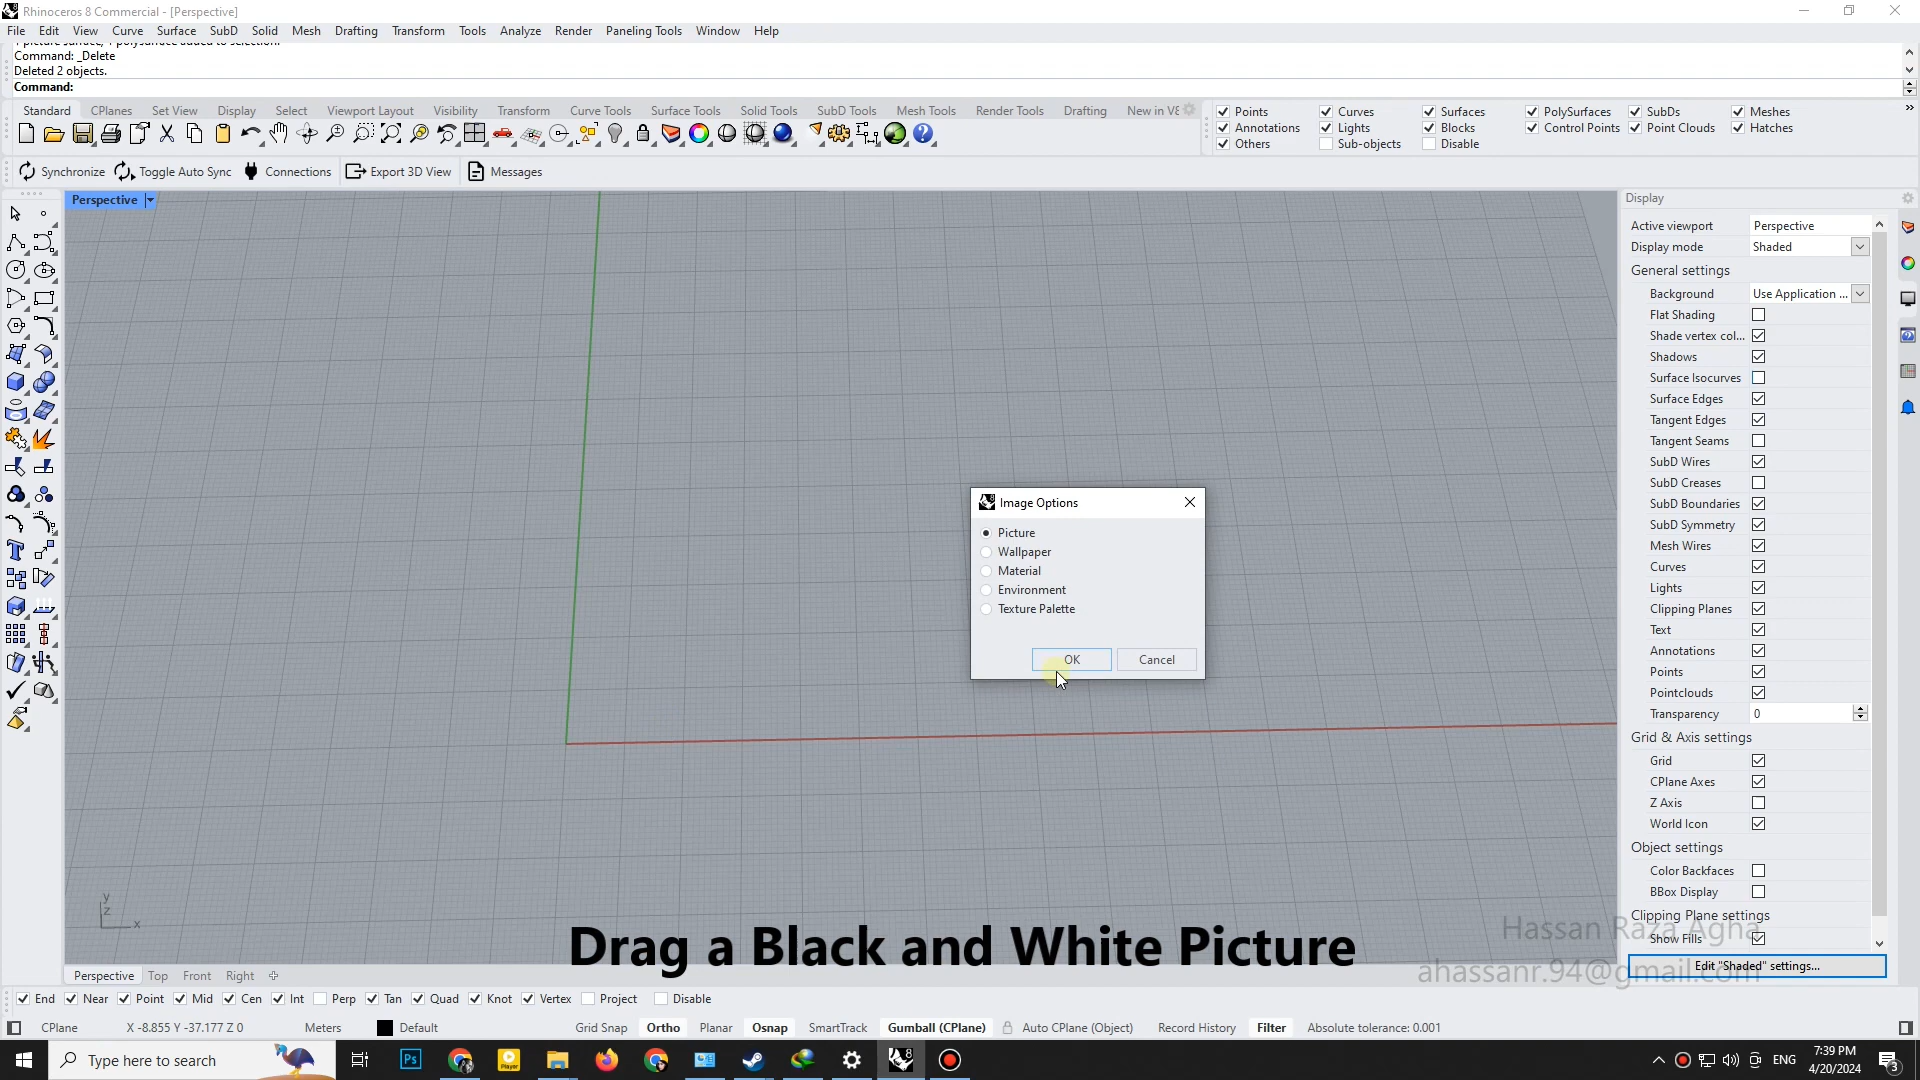 Rhinoceros 8 Commercial - [Perspective]
File Edit View Curve Surface SubD Solid Mesh Drafting Transform Tools Analyze Render Paneling Tools Window Help
Command: _Delete
Deleted 2 objects.
Command:
Standard CPlanes Set View Display Select Viewport Layout Visibility Transform Curve Tools Surface Tools Solid Tools SubD Tools Mesh Tools Render Tools Drafting New in V8
Points Curves Surfaces PolySurfaces SubDs Meshes
Annotations Lights Blocks Control Points Point Clouds Hatches
Others Sub-objects Disable
Synchronize Toggle Auto Sync Connections Export 3D View Messages
Perspective
Display
Active viewport Perspective
Display mode Shaded
General settings
Background Use Application ...
Flat Shading
Shade vertex col...
Shadows
Surface Isocurves
Surface Edges
Tangent Edges
Tangent Seams
SubD Wires
SubD Creases
SubD Boundaries
SubD Symmetry
Mesh Wires
Curves
Lights
Clipping Planes
Text
Annotations
Points
Pointclouds
Transparency 0
Grid & Axis settings
Grid
CPlane Axes
Z Axis
World Icon
Object settings
Color Backfaces
BBox Display
Clipping Plane settings
Show Fills
Edit "Shaded" settings...
Image Options
Picture
Wallpaper
Material
Environment
Texture Palette
OK Cancel
y
z
x
Drag a Black and White Picture
Hassan Raza Agha
ahassanr.94@gmail.com
Perspective Top Front Right
End Near Point Mid Cen Int Perp Tan Quad Knot Vertex Project Disable
CPlane X -8.855 Y -37.177 Z 0 Meters Default Grid Snap Ortho Planar Osnap SmartTrack Gumball (CPlane) Auto CPlane (Object) Record History Filter Absolute tolerance: 0.001
Type here to search
Ps
Player
8
ENG
7:39 PM
4/20/2024
3